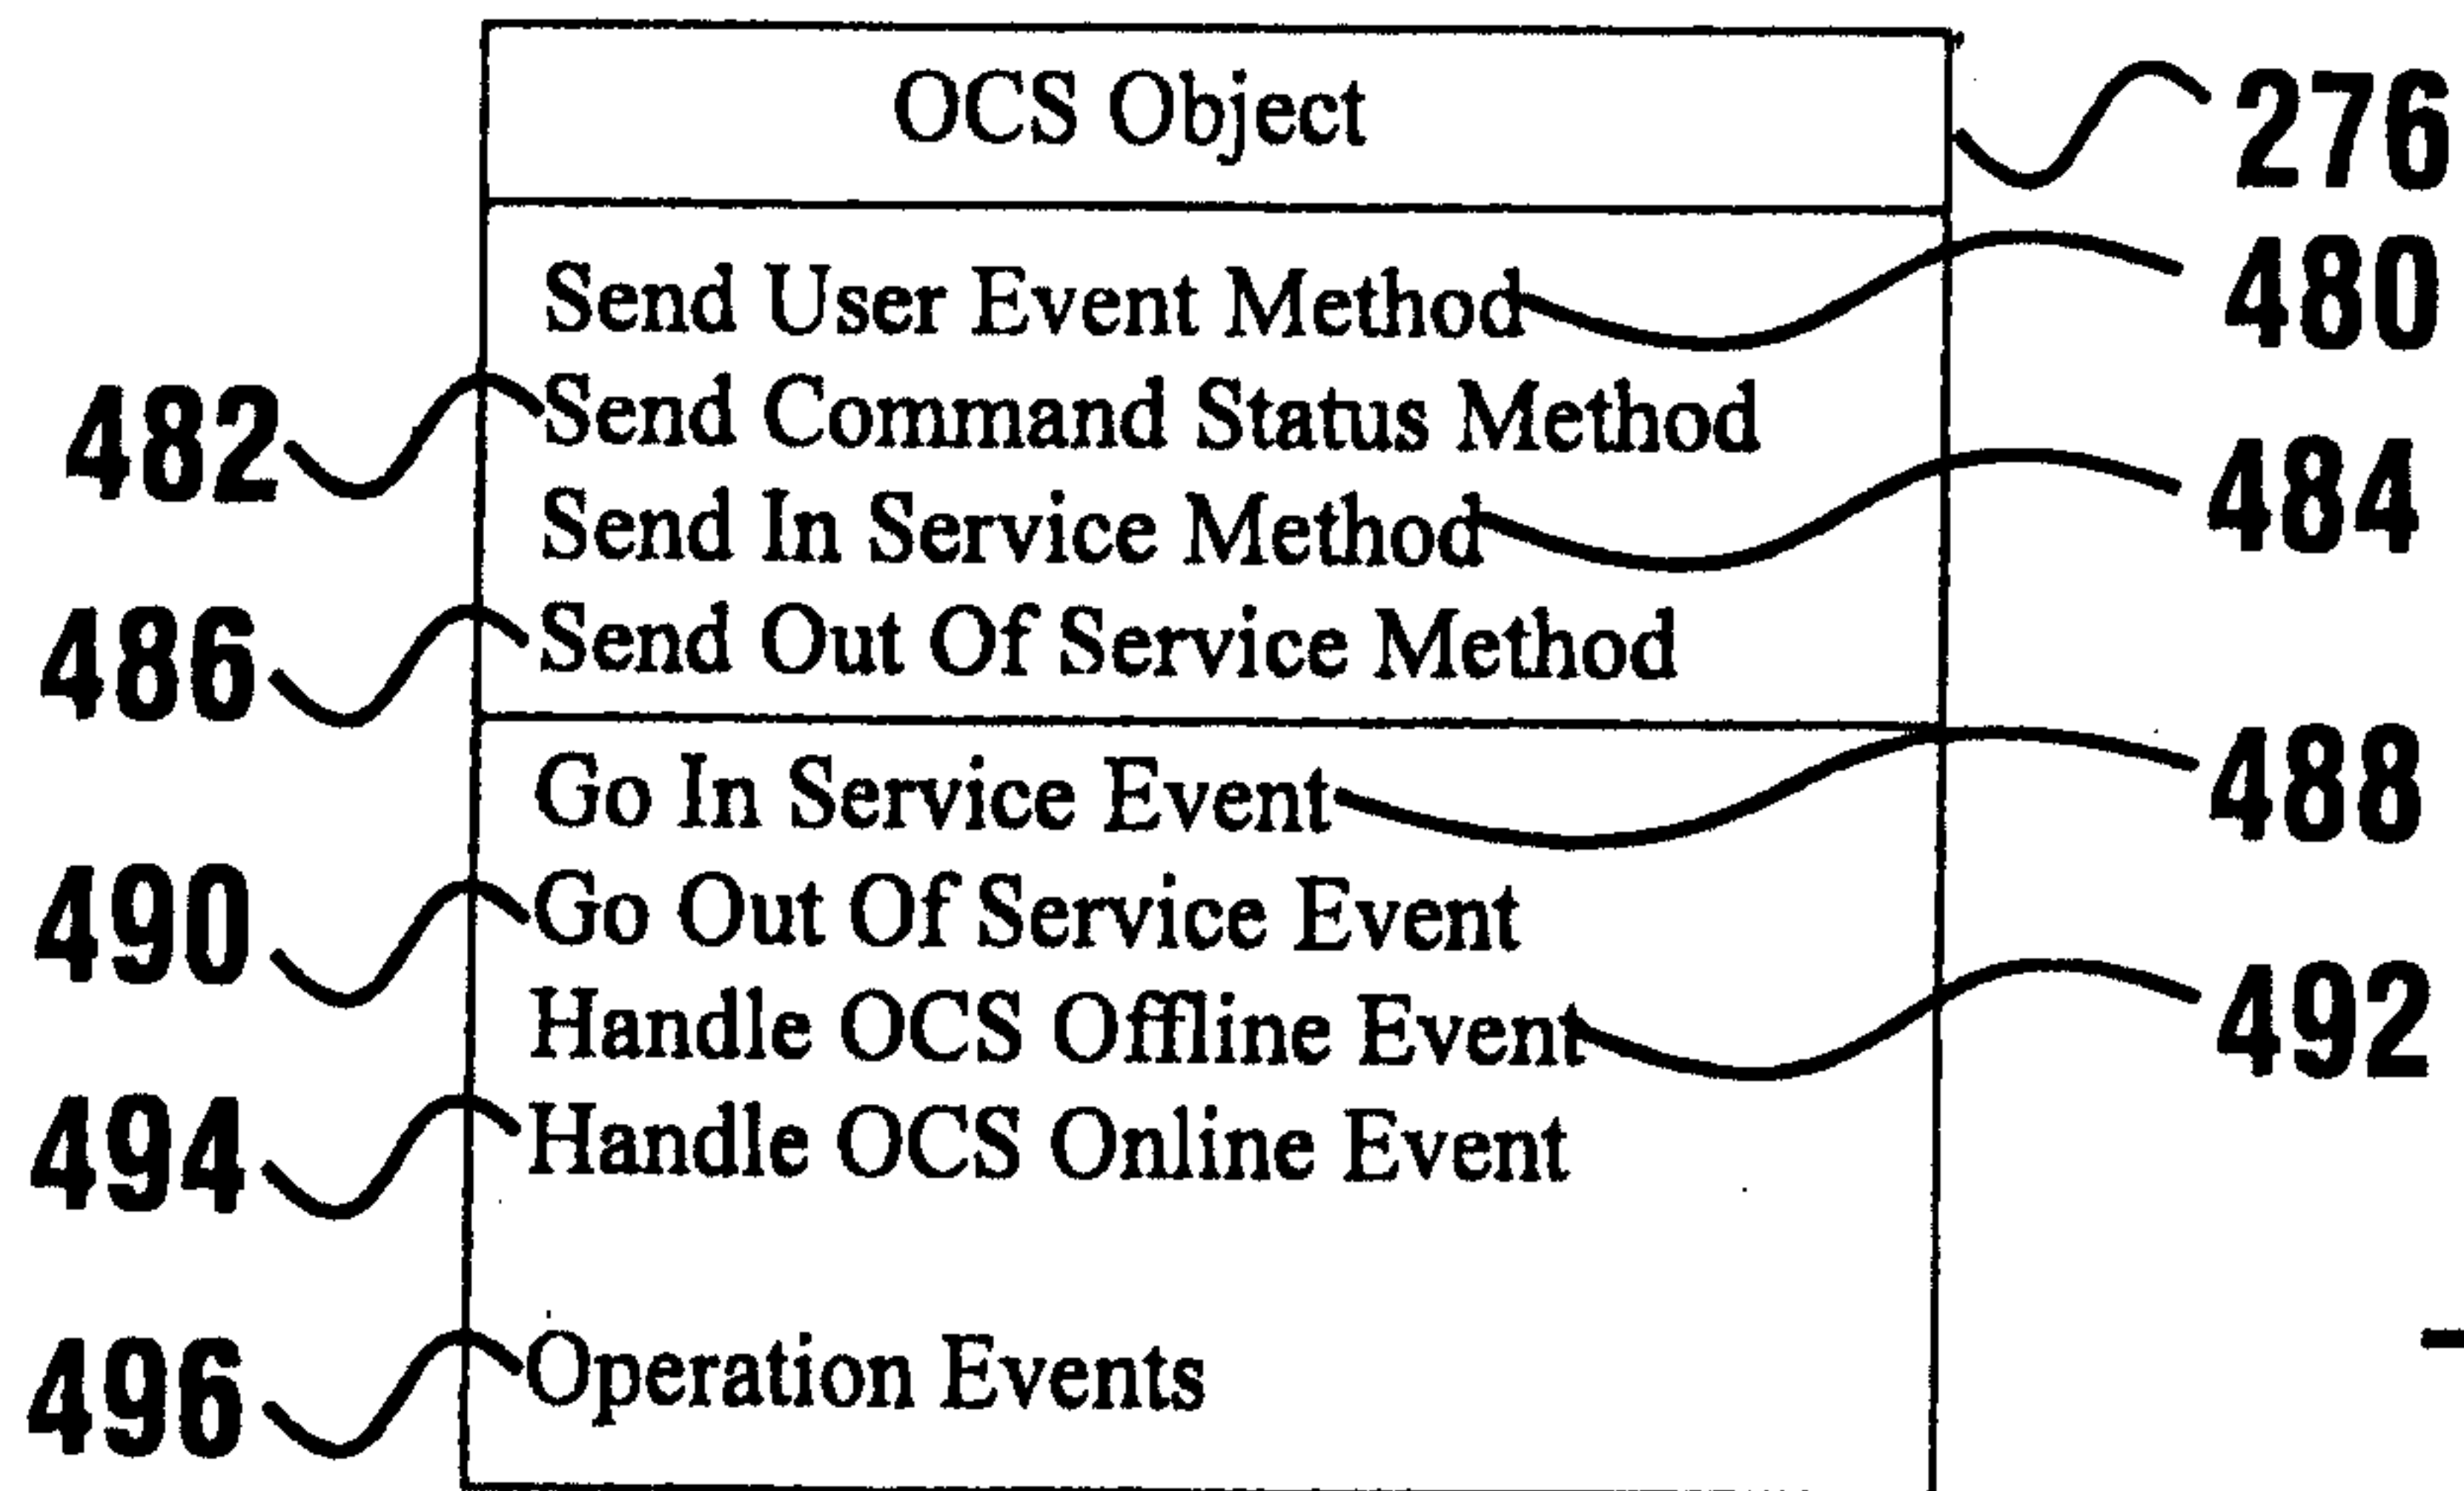 OCS Object 276
Send User Event Method 480
482 Send Command Status Method
Send In Service Method 484
486 Send Out Of Service Method
Go In Service Event 488
490 Go Out Of Service Event
Handle OCS Offline Event 492
494 Handle OCS Online Event
496 Operation Events